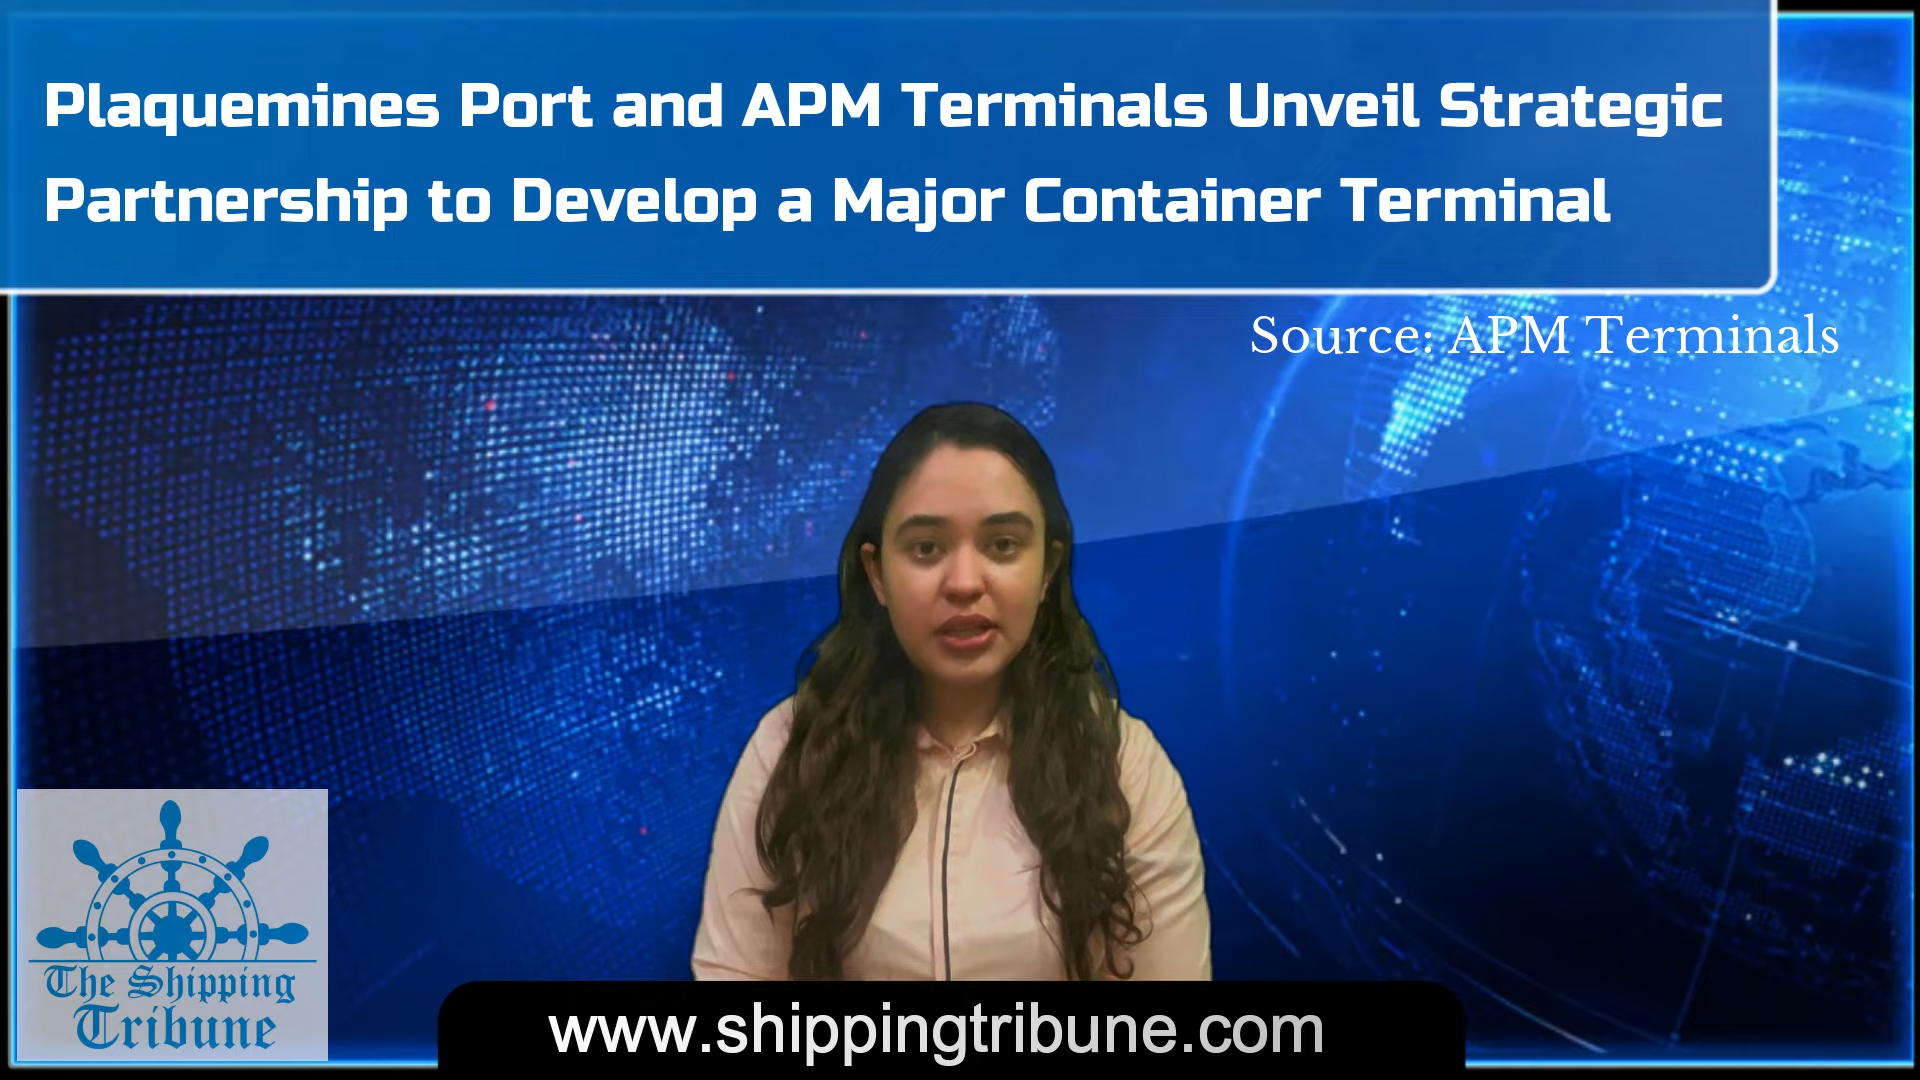 Plaquemines Port and APM Terminals Unveil Strategic
Partnership to Develop a Major Container Terminal
Source: APM Terminals
The Shipping
Tribune
www.shippingtribune.com